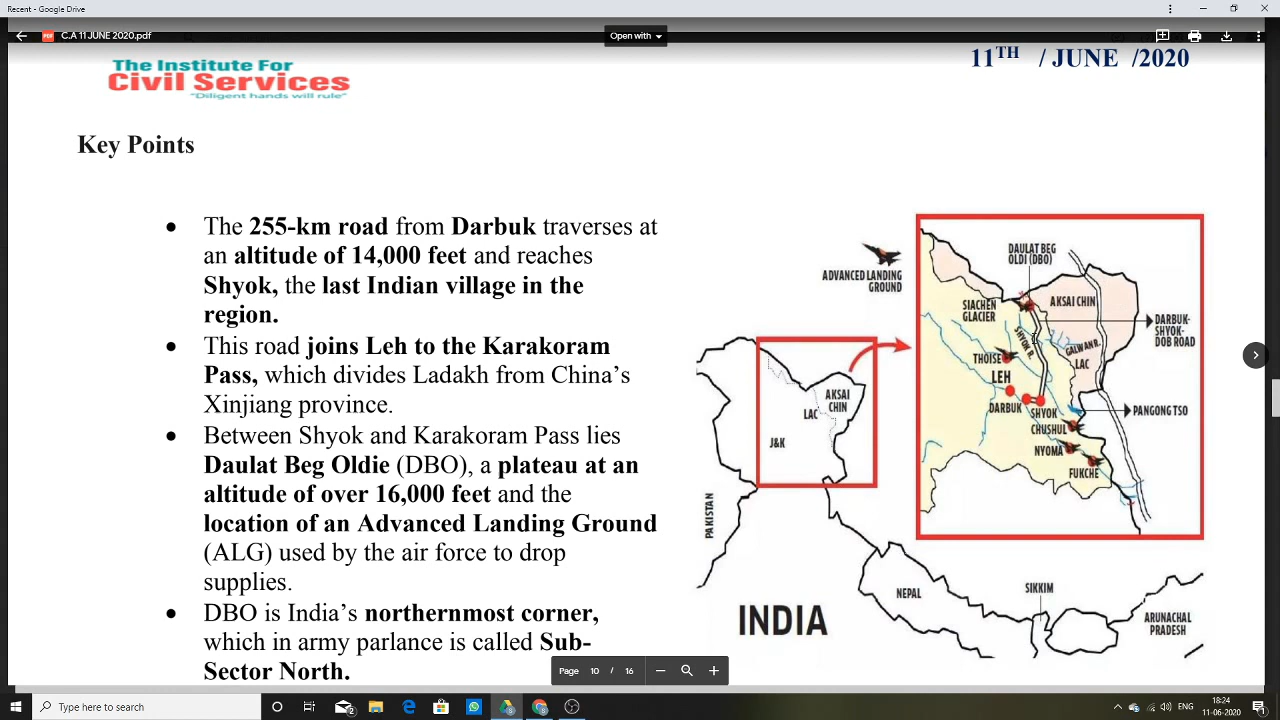 Recent - Google Drive
C.A 11 JUNE 2020.pdf
Open with
The Institute For
Civil Services
"Diligent hands will rule"
11TH / JUNE /2020
Key Points
The 255-km road from Darbuk traverses at
an altitude of 14,000 feet and reaches
Shyok, the last Indian village in the
region.
This road joins Leh to the Karakoram
Pass, which divides Ladakh from China's
Xinjiang province.
Between Shyok and Karakoram Pass lies
Daulat Beg Oldie (DBO), a plateau at an
altitude of over 16,000 feet and the
location of an Advanced Landing Ground
(ALG) used by the air force to drop
supplies.
DBO is India's northernmost corner,
which in army parlance is called Sub-
Sector North.
ADVANCED LANDING
GROUND
DAULAT BEG
OLDI (DBO)
SIACHEN
GLACIER
AKSAI CHIN
DARBUK-
SHYOK-
DOB ROAD
SHYOK R.
GALWAN R.
THOISE
LAC
LEH
DARBUK
SHYOK
PANGONG TSO
CHUSHUL
NYOMA
FUKCHE
AKSAI
CHIN
LAC
J&K
PAKISTAN
INDIA
NEPAL
SIKKIM
ARUNACHAL
PRADESH
Page 10 / 16
Type here to search
ENG
18:24
11-06-2020